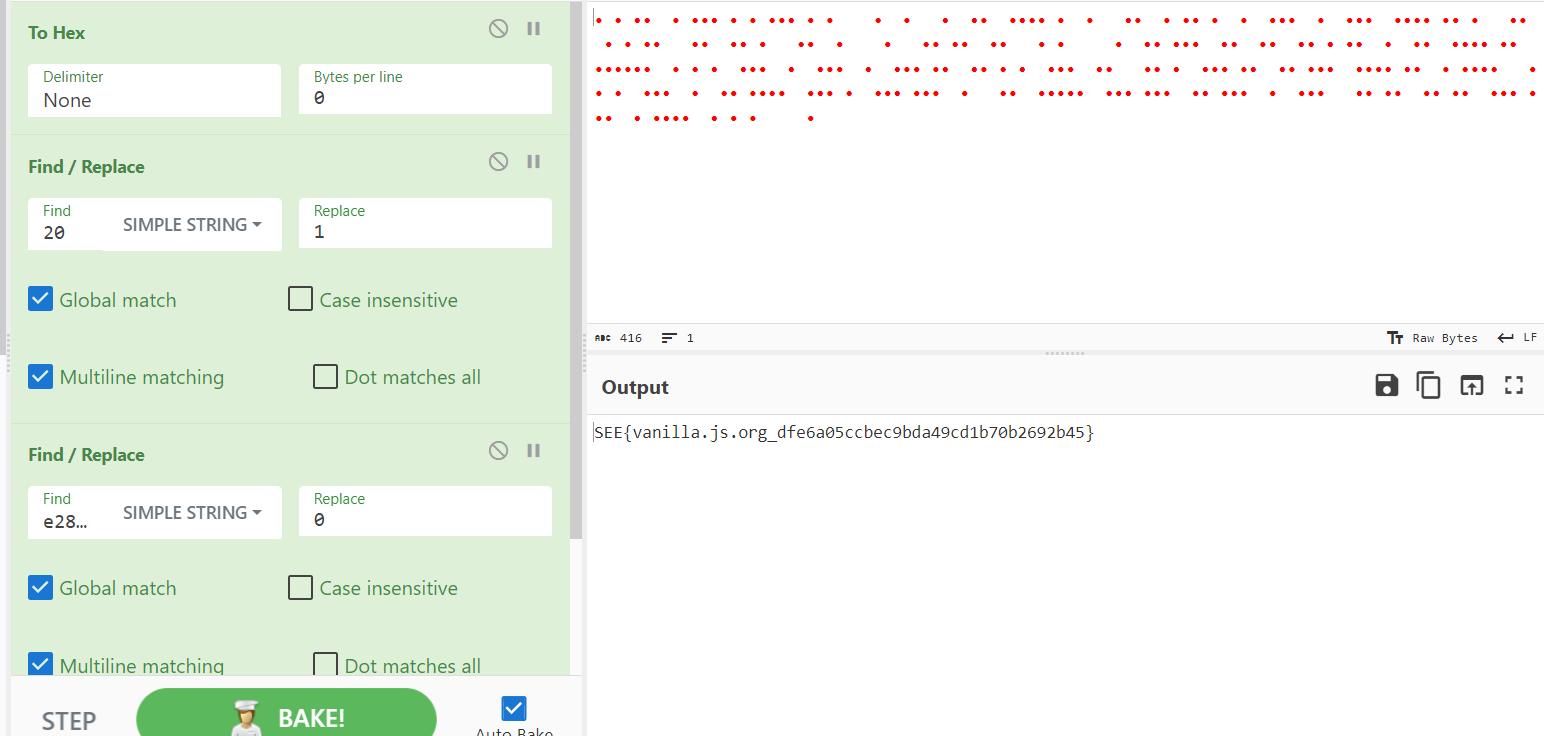 To Hex
Delimiter
None
Bytes per line
0
Find / Replace
Find
20
SIMPLE STRING
Replace
1
Global match
Case insensitive
Multiline matching
Dot matches all
Find / Replace
Find
e28…
SIMPLE STRING
Replace
0
Global match
Case insensitive
Multiline matching
Dot matches all
STEP
BAKE!
Auto Bake
ABC 416
1
Raw Bytes
LF
Output
SEE{vanilla.js.org_dfe6a05ccbec9bda49cd1b70b2692b45}